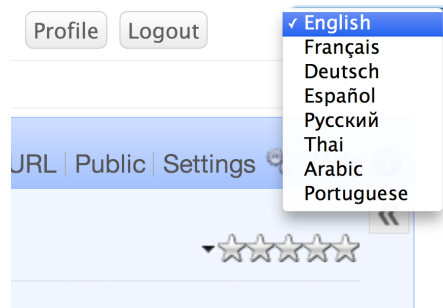 Profile Logout
✓ English
Français
Deutsch
Español
Русский
Thai
Arabic
Portuguese
URL Public Settings